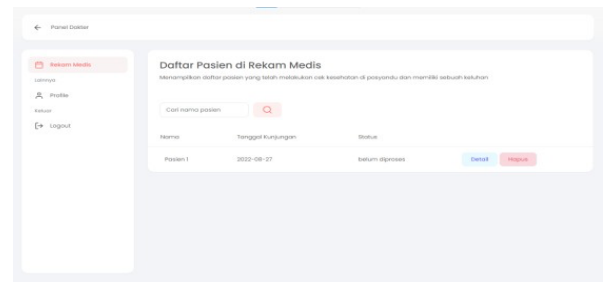 Panel Dokter
Rekam Medis
Lainnya
Profile
Keluar
Logout
Daftar Pasien di Rekam Medis
Menampilkan daftar pasien yang telah melakukan cek kesehatan di posyandu dan memiliki sebuah keluhan
Cari nama pasien
Nama Tanggal Kunjungan Status
Pasien 1 2022-08-27 belum diproses Detail Hapus